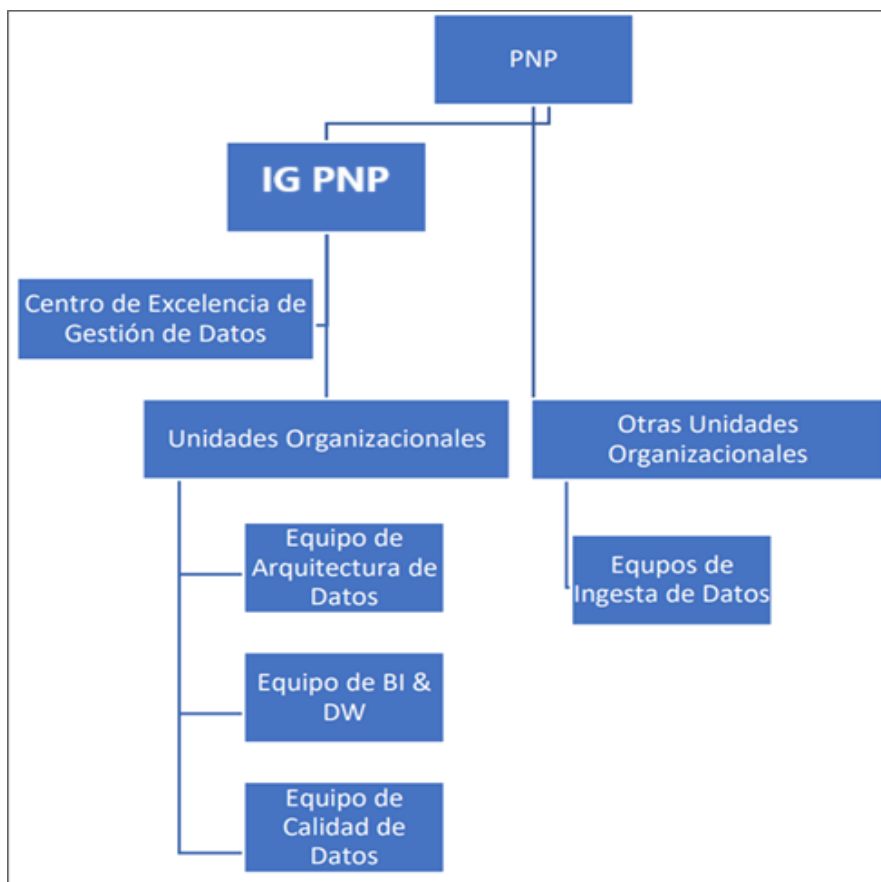 PNP
IG PNP
Centro de Excelencia de
Gestión de Datos
Unidades Organizacionales
Otras Unidades
Organizacionales
Equipo de
Arquitectura de
Datos
Equpos de
Ingesta de Datos
Equipo de BI &
DW
Equipo de
Calidad de
Datos